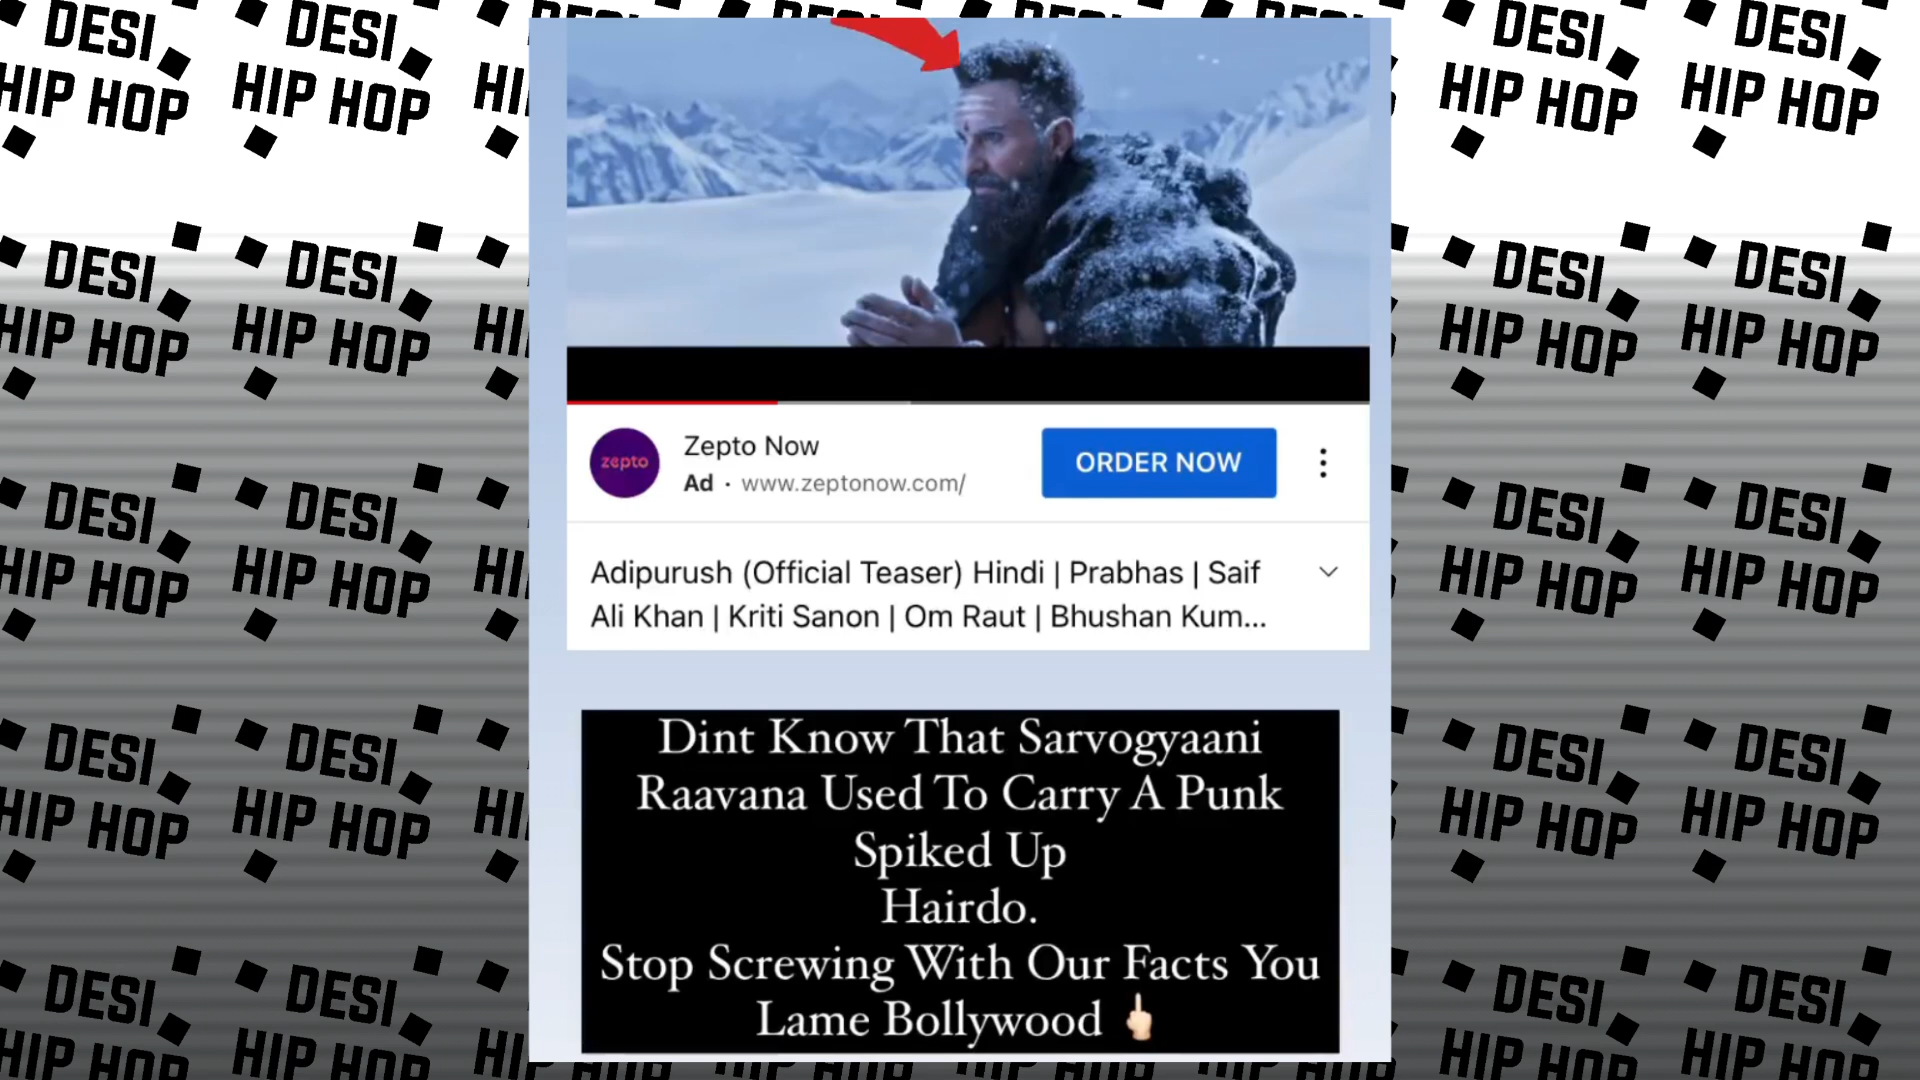 DESI
HIP HOP
zepto
Zepto Now
Ad · www.zeptonow.com/
ORDER NOW
Adipurush (Official Teaser) Hindi | Prabhas | Saif
Ali Khan | Kriti Sanon | Om Raut | Bhushan Kum...
Dint Know That Sarvogyaani
Raavana Used To Carry A Punk
Spiked Up
Hairdo.
Stop Screwing With Our Facts You
Lame Bollywood 🖕🏻